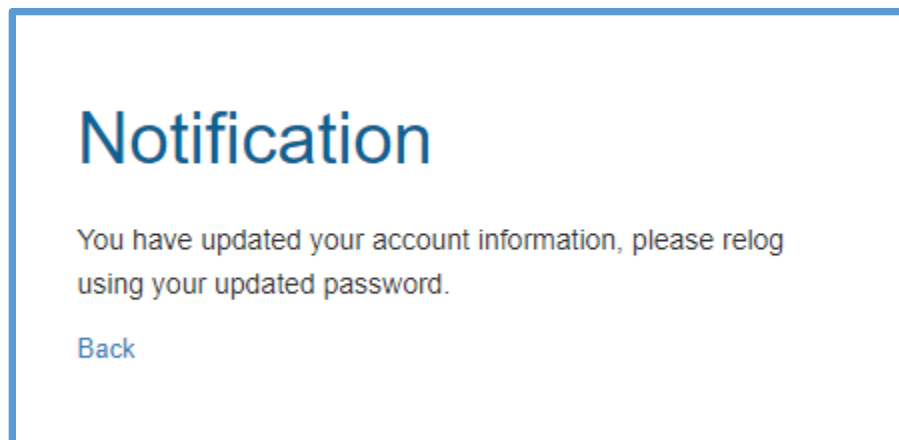 Notification
You have updated your account information, please relog
using your updated password.
Back